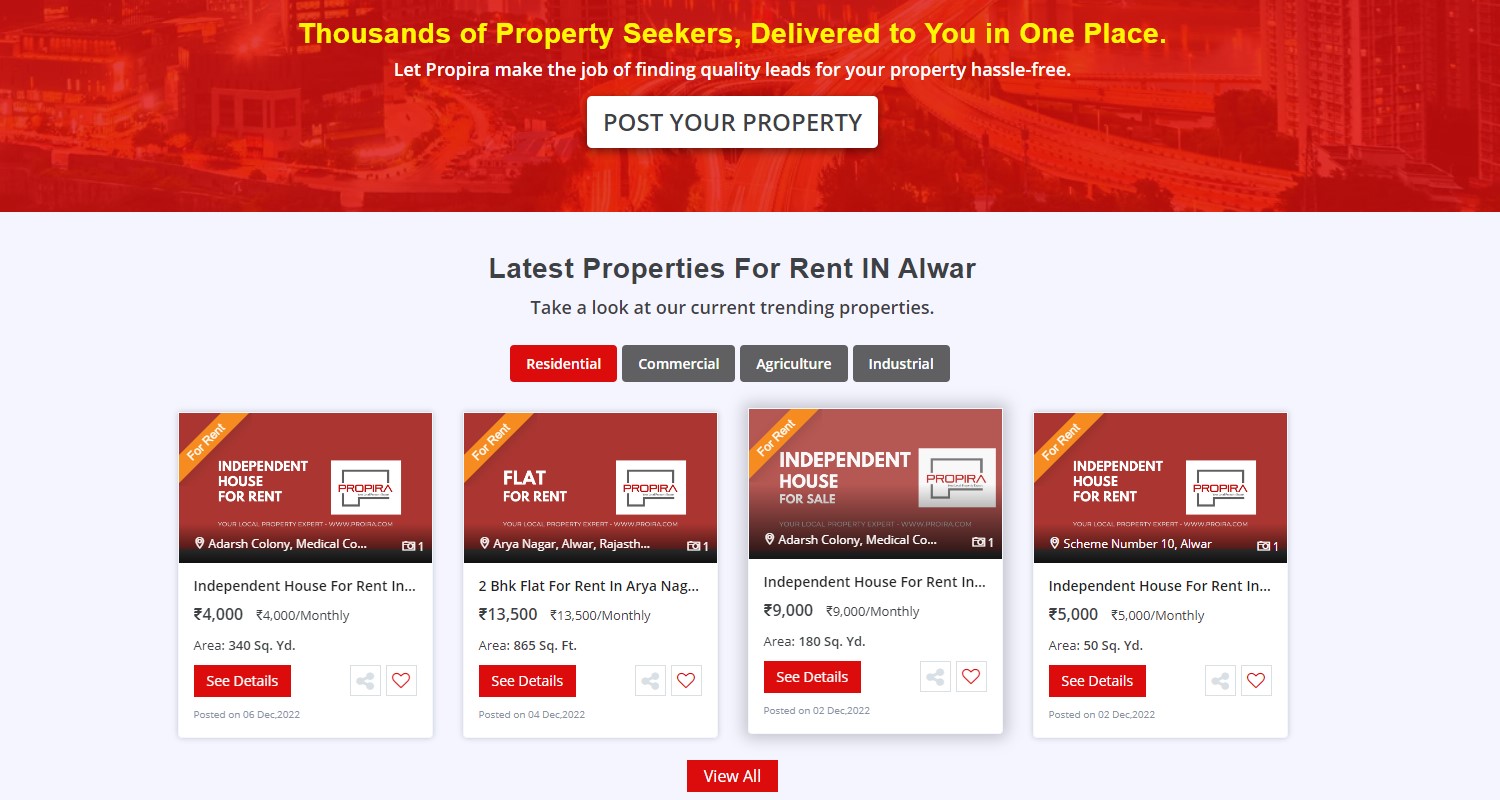 Thousands of Property Seekers, Delivered to You in One Place.
Let Propira make the job of finding quality leads for your property hassle-free.
POST YOUR PROPERTY
Latest Properties For Rent IN Alwar
Take a look at our current trending properties.
Residential Commercial Agriculture Industrial
For Rent
INDEPENDENT
HOUSE
FOR RENT
PROPIRA
YOUR LOCAL PROPERTY EXPERT - WWW.PROIRA.COM
Adarsh Colony, Medical Co... 1
Independent House For Rent In...
₹4,000 ₹4,000/Monthly
Area: 340 Sq. Yd.
See Details
Posted on 06 Dec,2022
For Rent
FLAT
FOR RENT
PROPIRA
YOUR LOCAL PROPERTY EXPERT - WWW.PROIRA.COM
Arya Nagar, Alwar, Rajasth... 1
2 Bhk Flat For Rent In Arya Nag...
₹13,500 ₹13,500/Monthly
Area: 865 Sq. Ft.
See Details
Posted on 04 Dec,2022
For Rent
INDEPENDENT
HOUSE
FOR SALE
PROPIRA
YOUR LOCAL PROPERTY EXPERT - WWW.PROIRA.COM
Adarsh Colony, Medical Co... 1
Independent House For Rent In...
₹9,000 ₹9,000/Monthly
Area: 180 Sq. Yd.
See Details
Posted on 02 Dec,2022
For Rent
INDEPENDENT
HOUSE
FOR RENT
PROPIRA
YOUR LOCAL PROPERTY EXPERT - WWW.PROIRA.COM
Scheme Number 10, Alwar 1
Independent House For Rent In...
₹5,000 ₹5,000/Monthly
Area: 50 Sq. Yd.
See Details
Posted on 02 Dec,2022
View All